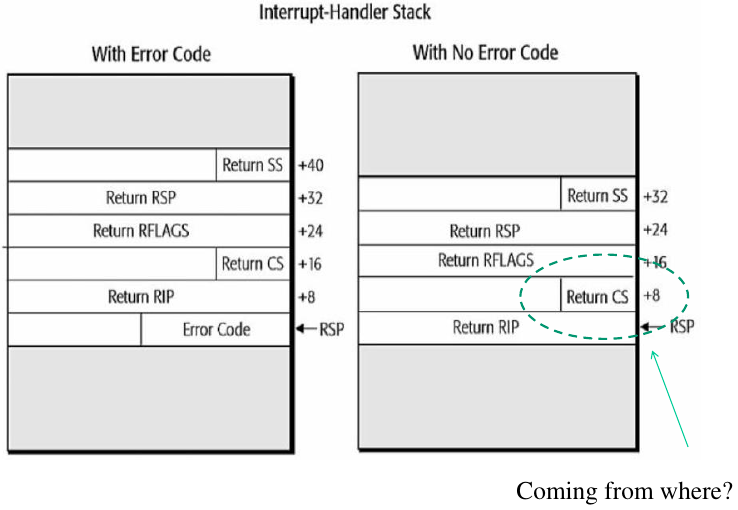 Interrupt-Handler Stack
With Error Code
With No Error Code
Return SS +40
Return RSP +32
Return RFLAGS +24
Return CS +16
Return RIP +8
Error Code RSP
Return SS +32
Return RSP +24
Return RFLAGS +16
Return CS +8
Return RIP RSP
Coming from where?